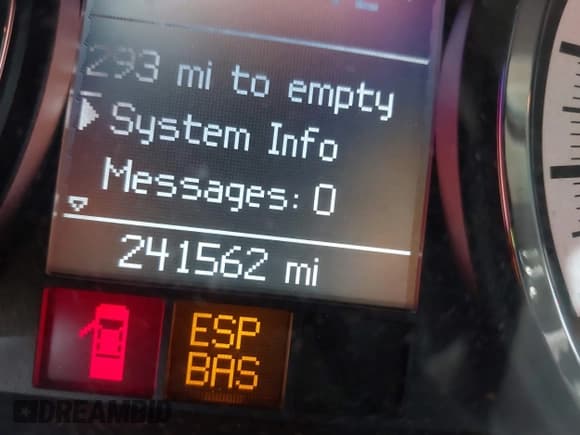 293 mi to empty
System Info
Messages: 0
241562 mi
ESP
BAS
DREAMBID